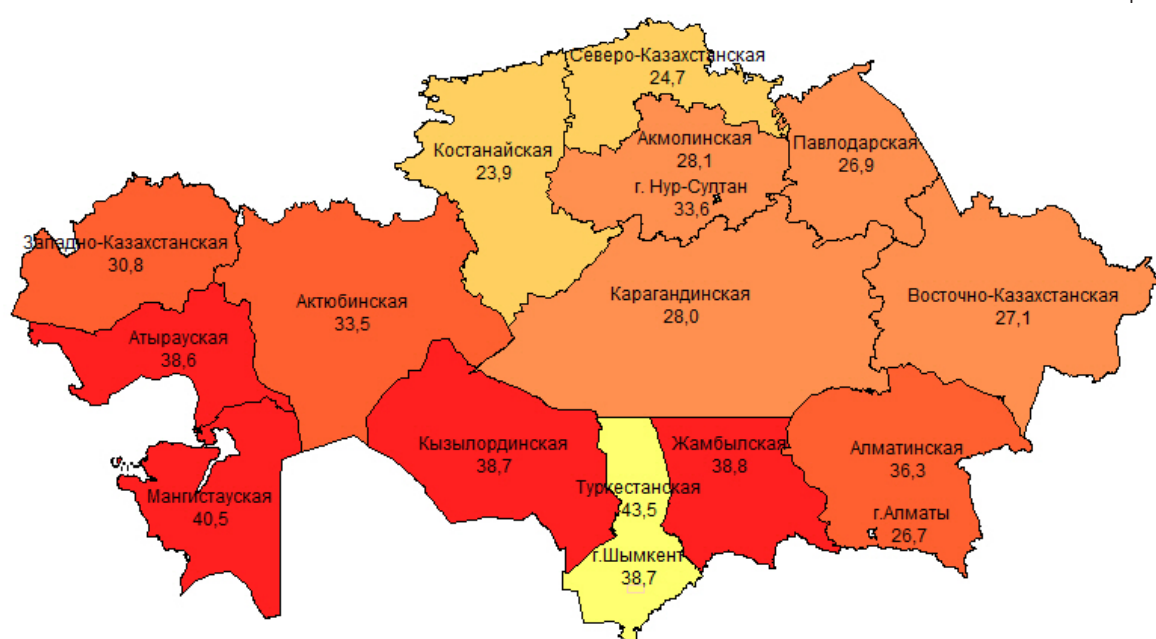 Северо-Казахстанская
24,7
Костанайская
23,9
Акмолинская
28,1
г. Нур-Султан
33,6
Павлодарская
26,9
Западно-Казахстанская
30,8
Актюбинская
33,5
Карагандинская
28,0
Восточно-Казахстанская
27,1
Атырауская
38,6
Мангистауская
40,5
Кызылординская
38,7
Туркестанская
43,5
г.Шымкент
38,7
Жамбылская
38,8
Алматинская
36,3
г.Алматы
26,7